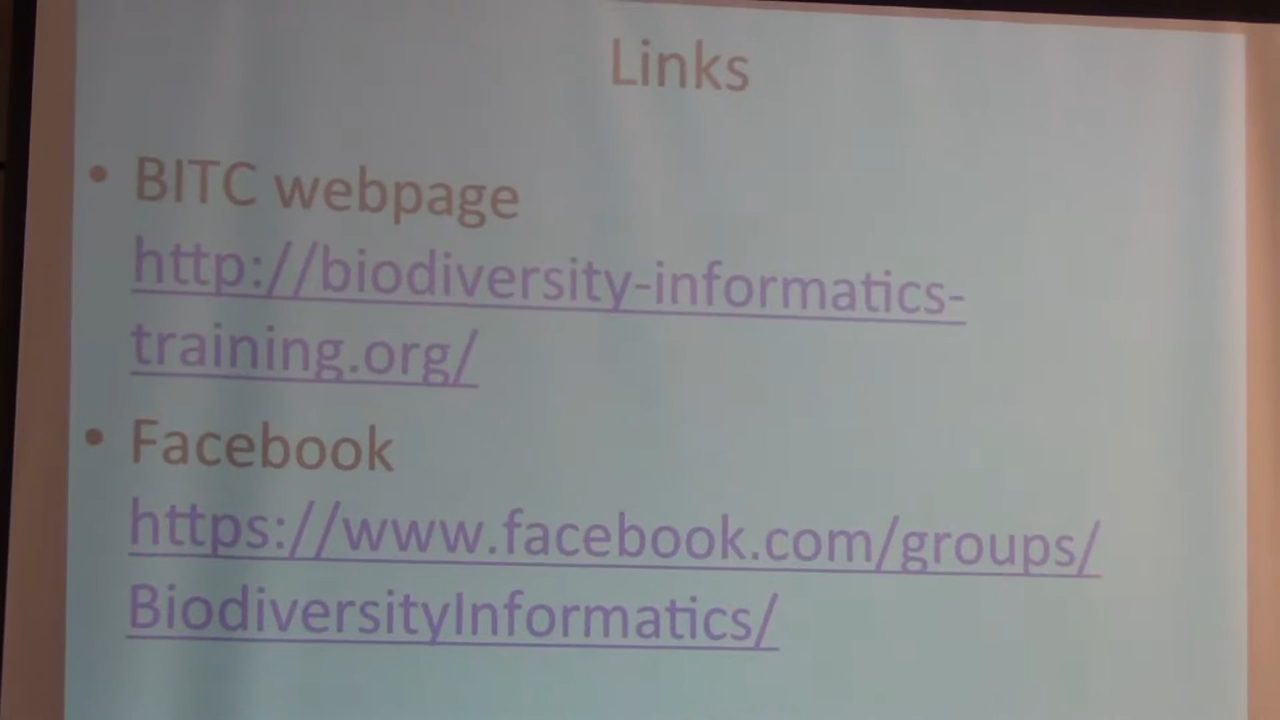 Links
• BITC webpage
http://biodiversity-informatics-
training.org/
• Facebook
https://www.facebook.com/groups/
BiodiversityInformatics/